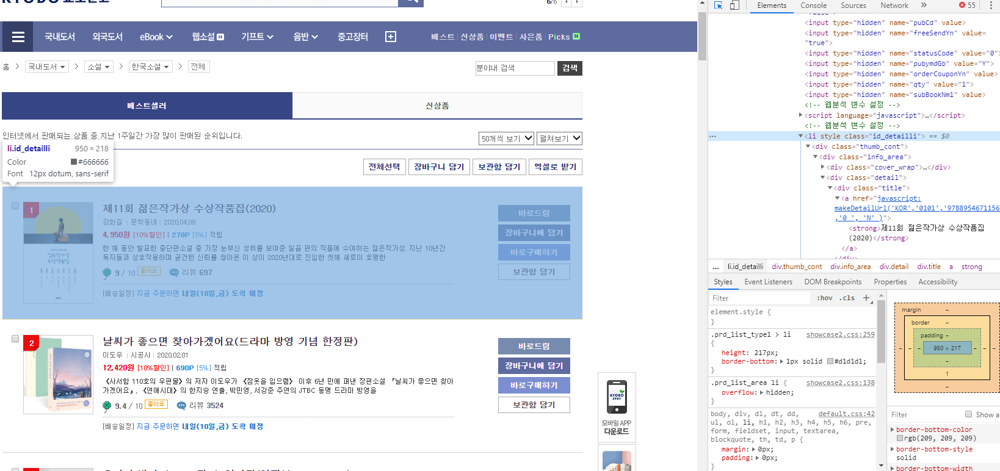 KYOBO 교보문고
6/6
국내도서 외국도서 eBook 웹소설 N 기프트 음반 중고장터
베스트 | 신상품 | 이벤트 | 사은품 | Picks N
홈 > 국내도서 > 소설 > 한국소설 > 전체
분야내 검색 검색
베스트셀러 신상품
인터넷에서 판매되는 상품 중 지난 1주일간 가장 많이 판매된 순위입니다.
50개씩 보기 펼쳐보기
li.id_detailli 950 × 218
Color #666666
Font 12px dotum, sans-serif
전체선택 장바구니 담기 보관함 담기 엑셀로 받기
1
제11회 젊은작가상 수상작품집(2020)
강화길 | 문학동네 | 2020.04.08
4,950원 [10%할인] | 270P [5%] 적립
한 해 동안 발표한 중단편소설 중 가장 눈부신 성취를 보여준 일곱 편의 작품에 수여하는 젊은작가상. 지난 10년간
독자들과 상호작용하며 굳건한 신뢰를 쌓아온 이 상이 2020년대로 진입한 첫해 새로이 호명한
9 / 10 좋아요 리뷰 697
[배송일정] 지금 주문하면 내일(10일,금) 도착 예정
바로드림
장바구니에 담기
바로구매하기
보관함 담기
2
날씨가 좋으면 찾아가겠어요(드라마 방영 기념 한정판)
이도우 | 시공사 | 2020.02.01
12,420원 [10%할인] | 690P [5%] 적립
《사서함 110호의 우편물》의 저자 이도우가 《잠옷을 입으렴》 이후 6년 만에 펴낸 장편소설 『날씨가 좋으면 찾아
가겠어요』. 《연애시대》의 한지승 연출, 박민영, 서강준 주연의 JTBC 동명 드라마 방영을
9.4 / 10 좋아요 리뷰 3524
[배송일정] 지금 주문하면 내일(10일,금) 도착 예정
바로드림
장바구니에 담기
바로구매하기
보관함 담기
KYOBO
모바일 APP
다운로드
Elements Console Sources Network » 55
false">
<input type="hidden" name="pubCd" value>
<input type="hidden" name="freeSendYn" value=
"true">
<input type="hidden" name="statusCode" value="0">
<input type="hidden" name="pubymdGb" value="Y">
<input type="hidden" name="orderCouponYn" value>
<input type="hidden" name="qty" value="1">
<input type="hidden" name="subBookNm1" value>
<!-- 웹분석 변수 설정 -->
<script language="javascript">…</script>
<!-- 웹분석 변수 설정 -->
<li style class="id_detailli"> == $0
<div class="thumb_cont">
<div class="info_area">
<div class="cover_wrap">…</div>
<div class="detail">
<div class="title">
<a href="javascript:
makeDetailUrl('KOR','0101','9788954671156
,'0 ', 'N' )">
<strong>제11회 젊은작가상 수상작품집
(2020)</strong>
</a>
</div>
... li.id_detailli div.thumb_cont div.info_area div.detail div.title a strong
Styles Event Listeners DOM Breakpoints Properties Accessibility
Filter :hov .cls +
element.style {
}
.prd_list_type1 > li showcase2.css:259
{
height: 217px;
border-bottom: 1px solid #d1d1d1;
}
.prd_list_area li { showcase2.css:138
overflow: hidden;
}
body, div, dl, dt, dd, default.css:42
ul, ol, li, h1, h2, h3, h4, h5, h6, pre,
form, fieldset, input, textarea,
blockquote, th, td, p {
margin: 0px;
padding: 0px;
}
margin –
border –
padding –
– – – 950 × 217 – – –
–
1
–
Filter Show a
border-bottom-color
rgb(209, 209, 209)
border-bottom-style
solid
border-bottom-width